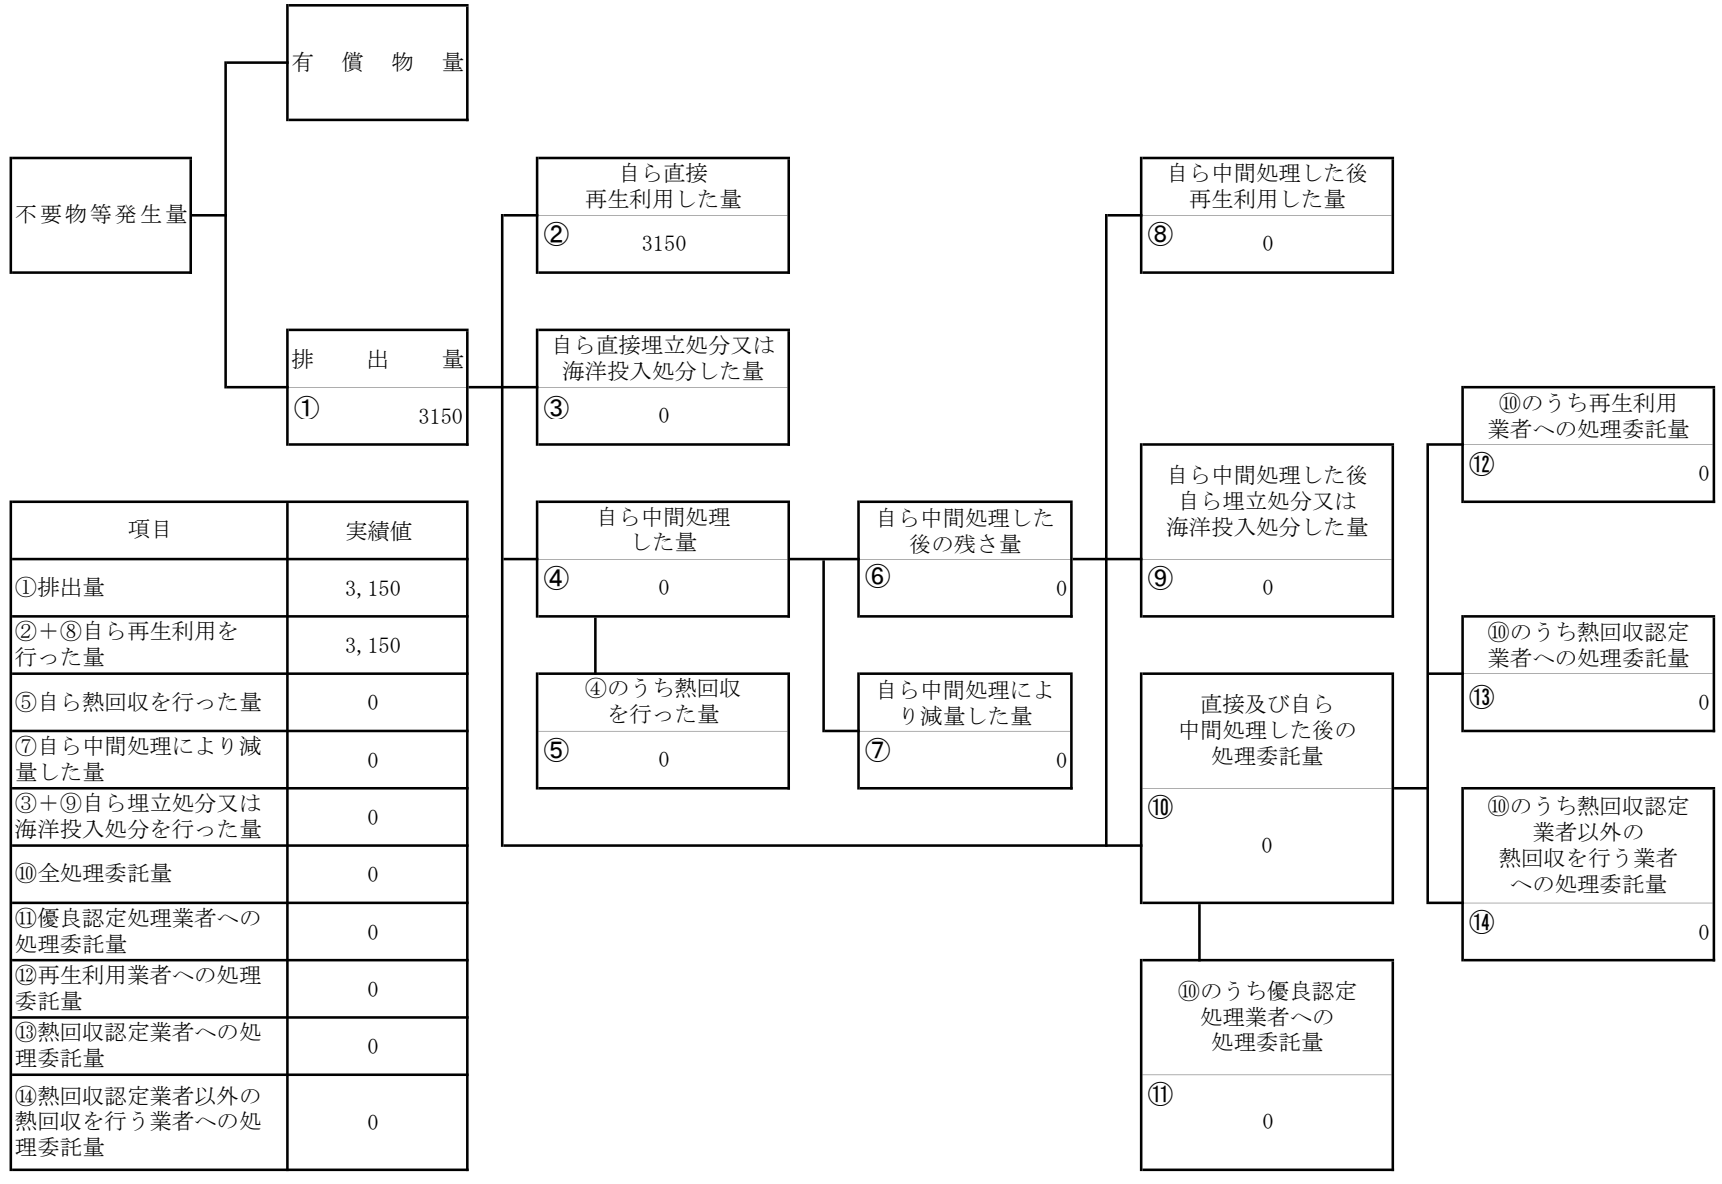 有償物量
不要物等発生量
自ら直接
再生利用した量
②
3150
自ら中間処理した後
再生利用した量
⑧
0
排出量
①
3150
自ら直接埋立処分又は
海洋投入処分した量
③
0
⑩のうち再生利用
業者への処理委託量
⑫
0
自ら中間処理
した量
④
0
自ら中間処理した
後の残さ量
⑥
0
自ら中間処理した後
自ら埋立処分又は
海洋投入処分した量
⑨
0
⑩のうち熱回収認定
業者への処理委託量
⑬
0
④のうち熱回収
を行った量
⑤
0
自ら中間処理によ
り減量した量
⑦
0
直接及び自ら
中間処理した後の
処理委託量
⑩
0
⑩のうち熱回収認定
業者以外の
熱回収を行う業者
への処理委託量
⑭
0
⑩のうち優良認定
処理業者への
処理委託量
⑪
0
項目 実績値
①排出量 3,150
②＋⑧自ら再生利用を
行った量 3,150
⑤自ら熱回収を行った量 0
⑦自ら中間処理により減
量した量 0
③＋⑨自ら埋立処分又は
海洋投入処分を行った量 0
⑩全処理委託量 0
⑪優良認定処理業者への
処理委託量 0
⑫再生利用業者への処理
委託量 0
⑬熱回収認定業者への処
理委託量 0
⑭熱回収認定業者以外の
熱回収を行う業者への処
理委託量 0